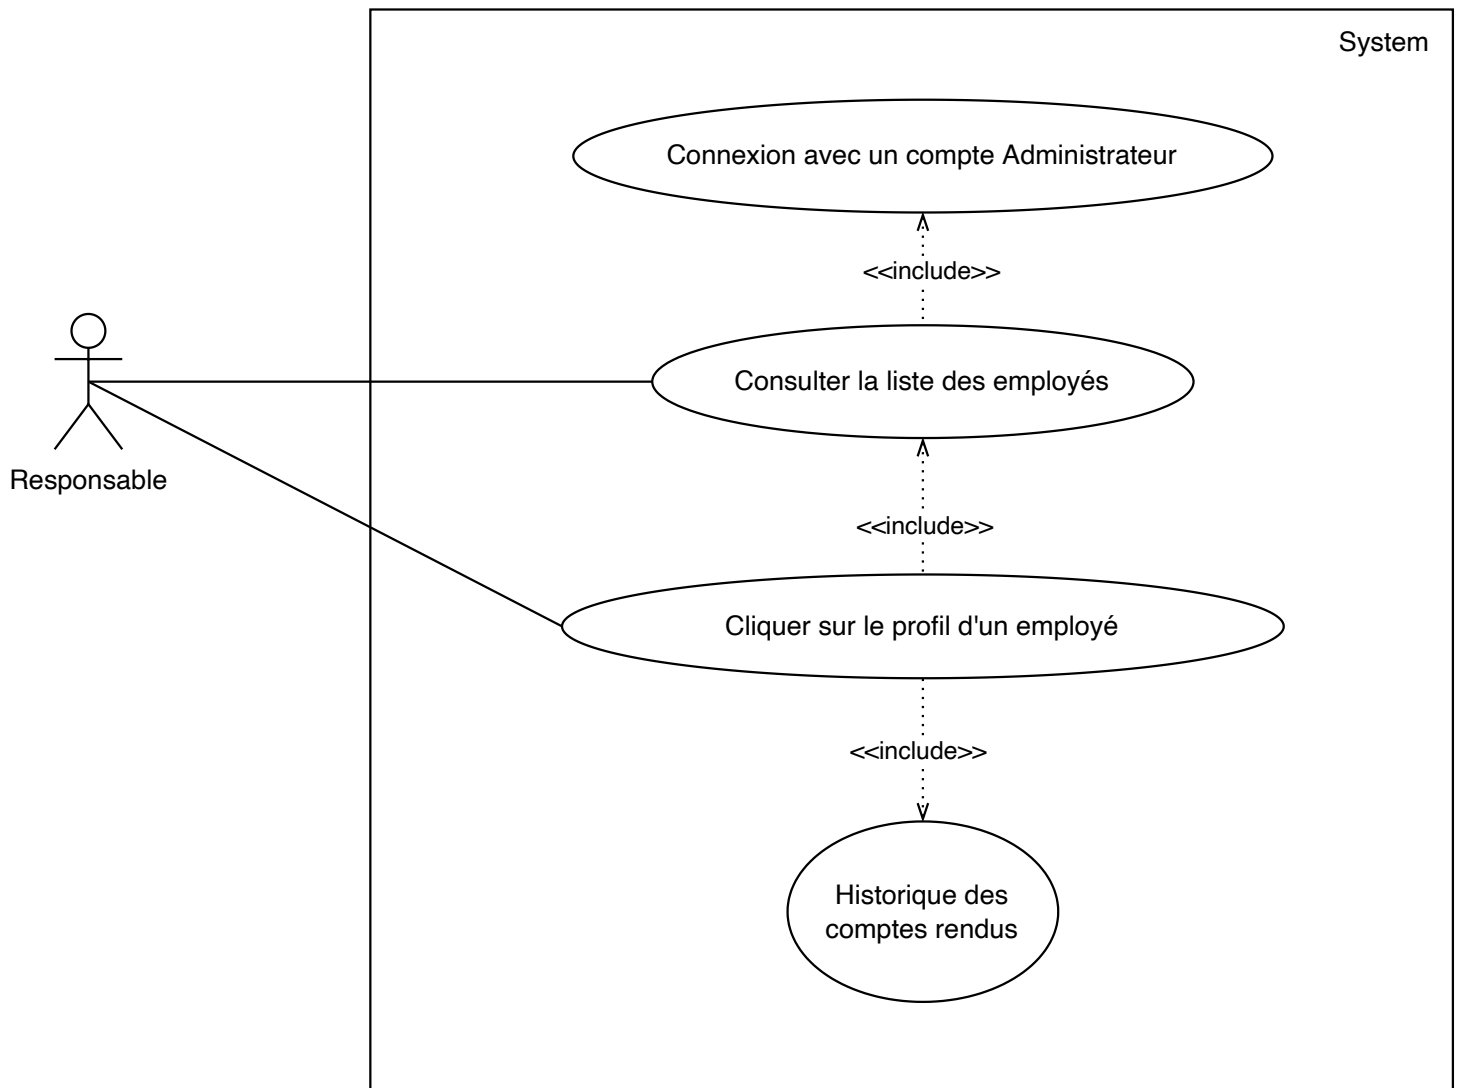 System
Connexion avec un compte Administrateur
<<include>>
Consulter la liste des employés
Responsable
<<include>>
Cliquer sur le profil d'un employé
<<include>>
Historique des
comptes rendus